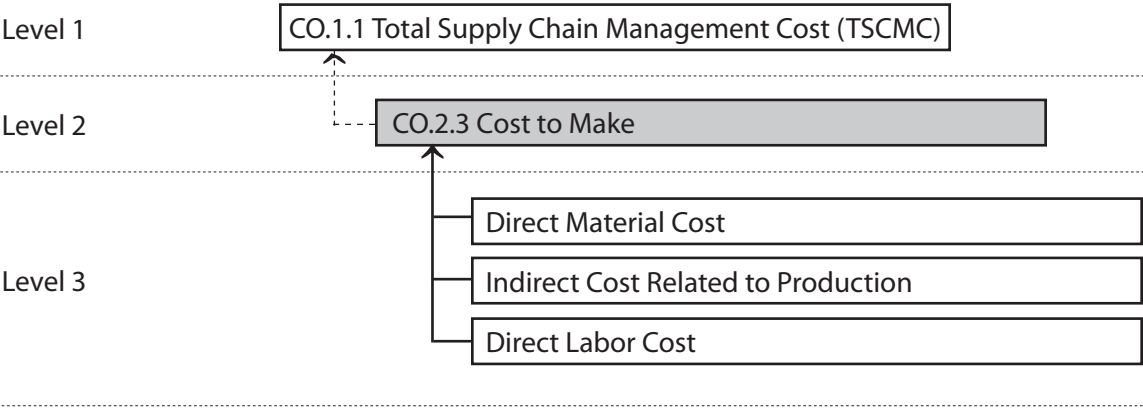 Level 1
CO.1.1 Total Supply Chain Management Cost (TSCMC)
Level 2
CO.2.3 Cost to Make
Level 3
Direct Material Cost
Indirect Cost Related to Production
Direct Labor Cost